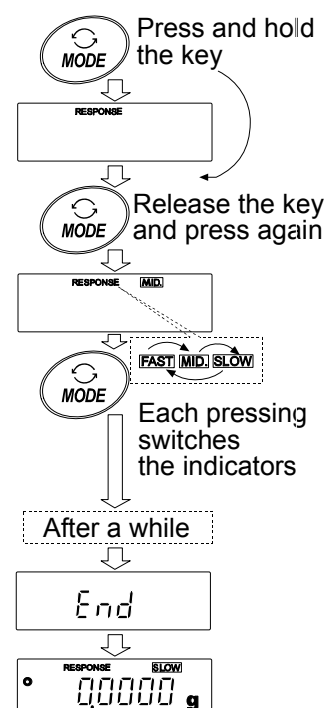 Press and hold
the key
MODE
RESPONSE
Release the key
and press again
MODE
RESPONSE MID.
FAST MID. SLOW
MODE
Each pressing
switches
the indicators
After a while
End
RESPONSE SLOW
0.0000 g